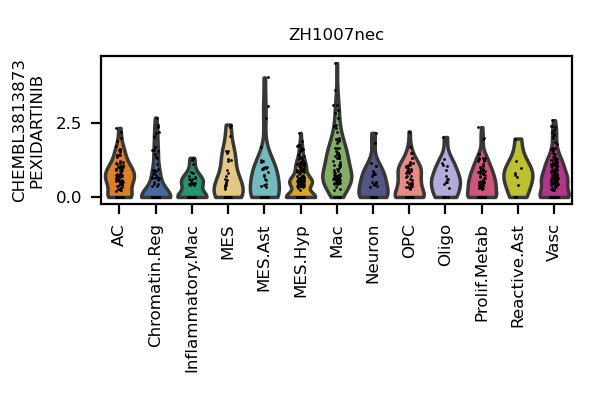 ZH1007nec
CHEMBL3813873
PEXIDARTINIB
2.5
0.0
AC
Chromatin.Reg
Inflammatory.Mac
MES
MES.Ast
MES.Hyp
Mac
Neuron
OPC
Oligo
Prolif.Metab
Reactive.Ast
Vasc